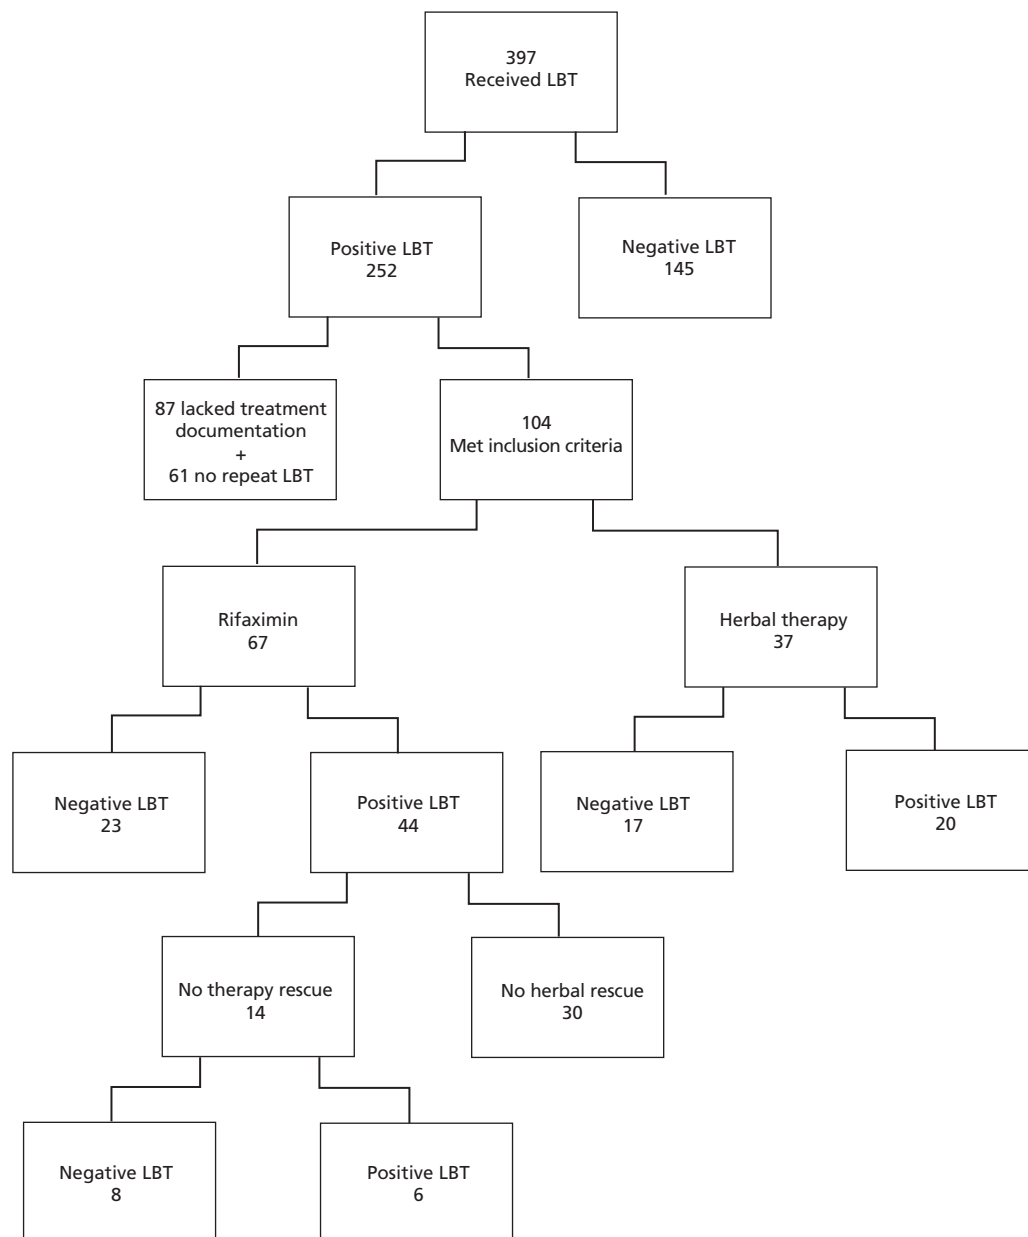 397
Received LBT
Positive LBT
252
Negative LBT
145
87 lacked treatment
documentation
+
61 no repeat LBT
104
Met inclusion criteria
Rifaximin
67
Herbal therapy
37
Negative LBT
23
Positive LBT
44
Negative LBT
17
Positive LBT
20
No therapy rescue
14
No herbal rescue
30
Negative LBT
8
Positive LBT
6